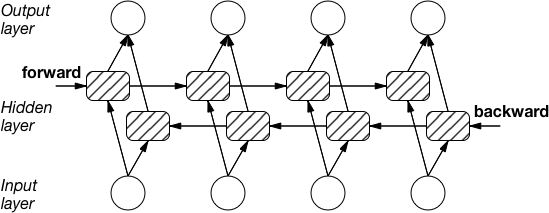 Output
layer
forward
Hidden
layer
backward
Input
layer